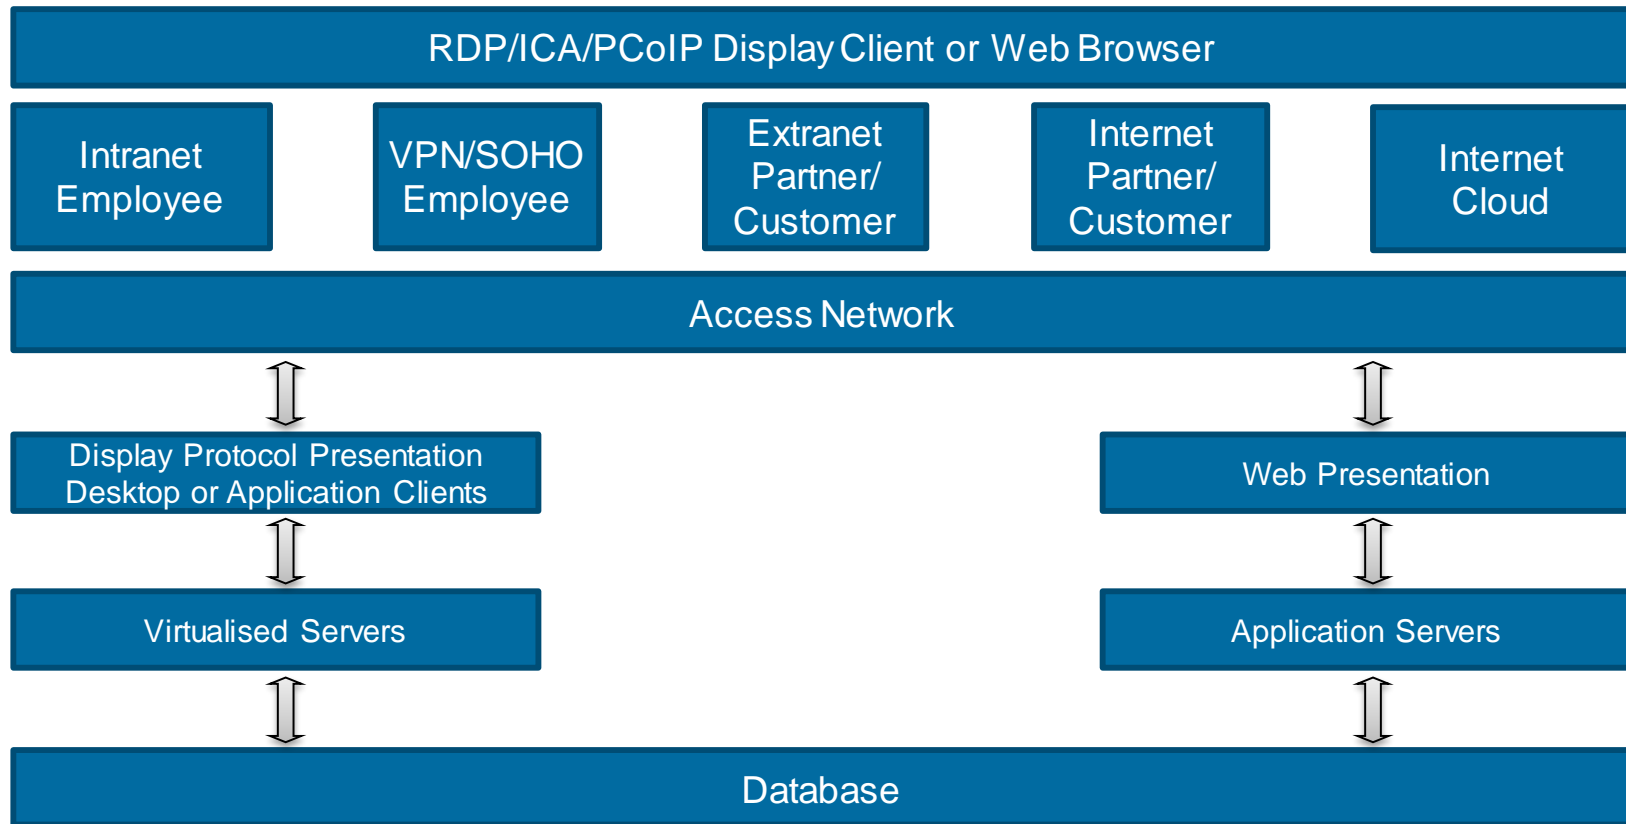 RDP/ICA/PCoIP Display Client or Web Browser
Intranet
Employee
VPN/SOHO
Employee
Extranet
Partner/
Customer
Internet
Partner/
Customer
Internet
Cloud
Access Network
Display Protocol Presentation
Desktop or Application Clients
Web Presentation
Virtualised Servers
Application Servers
Database